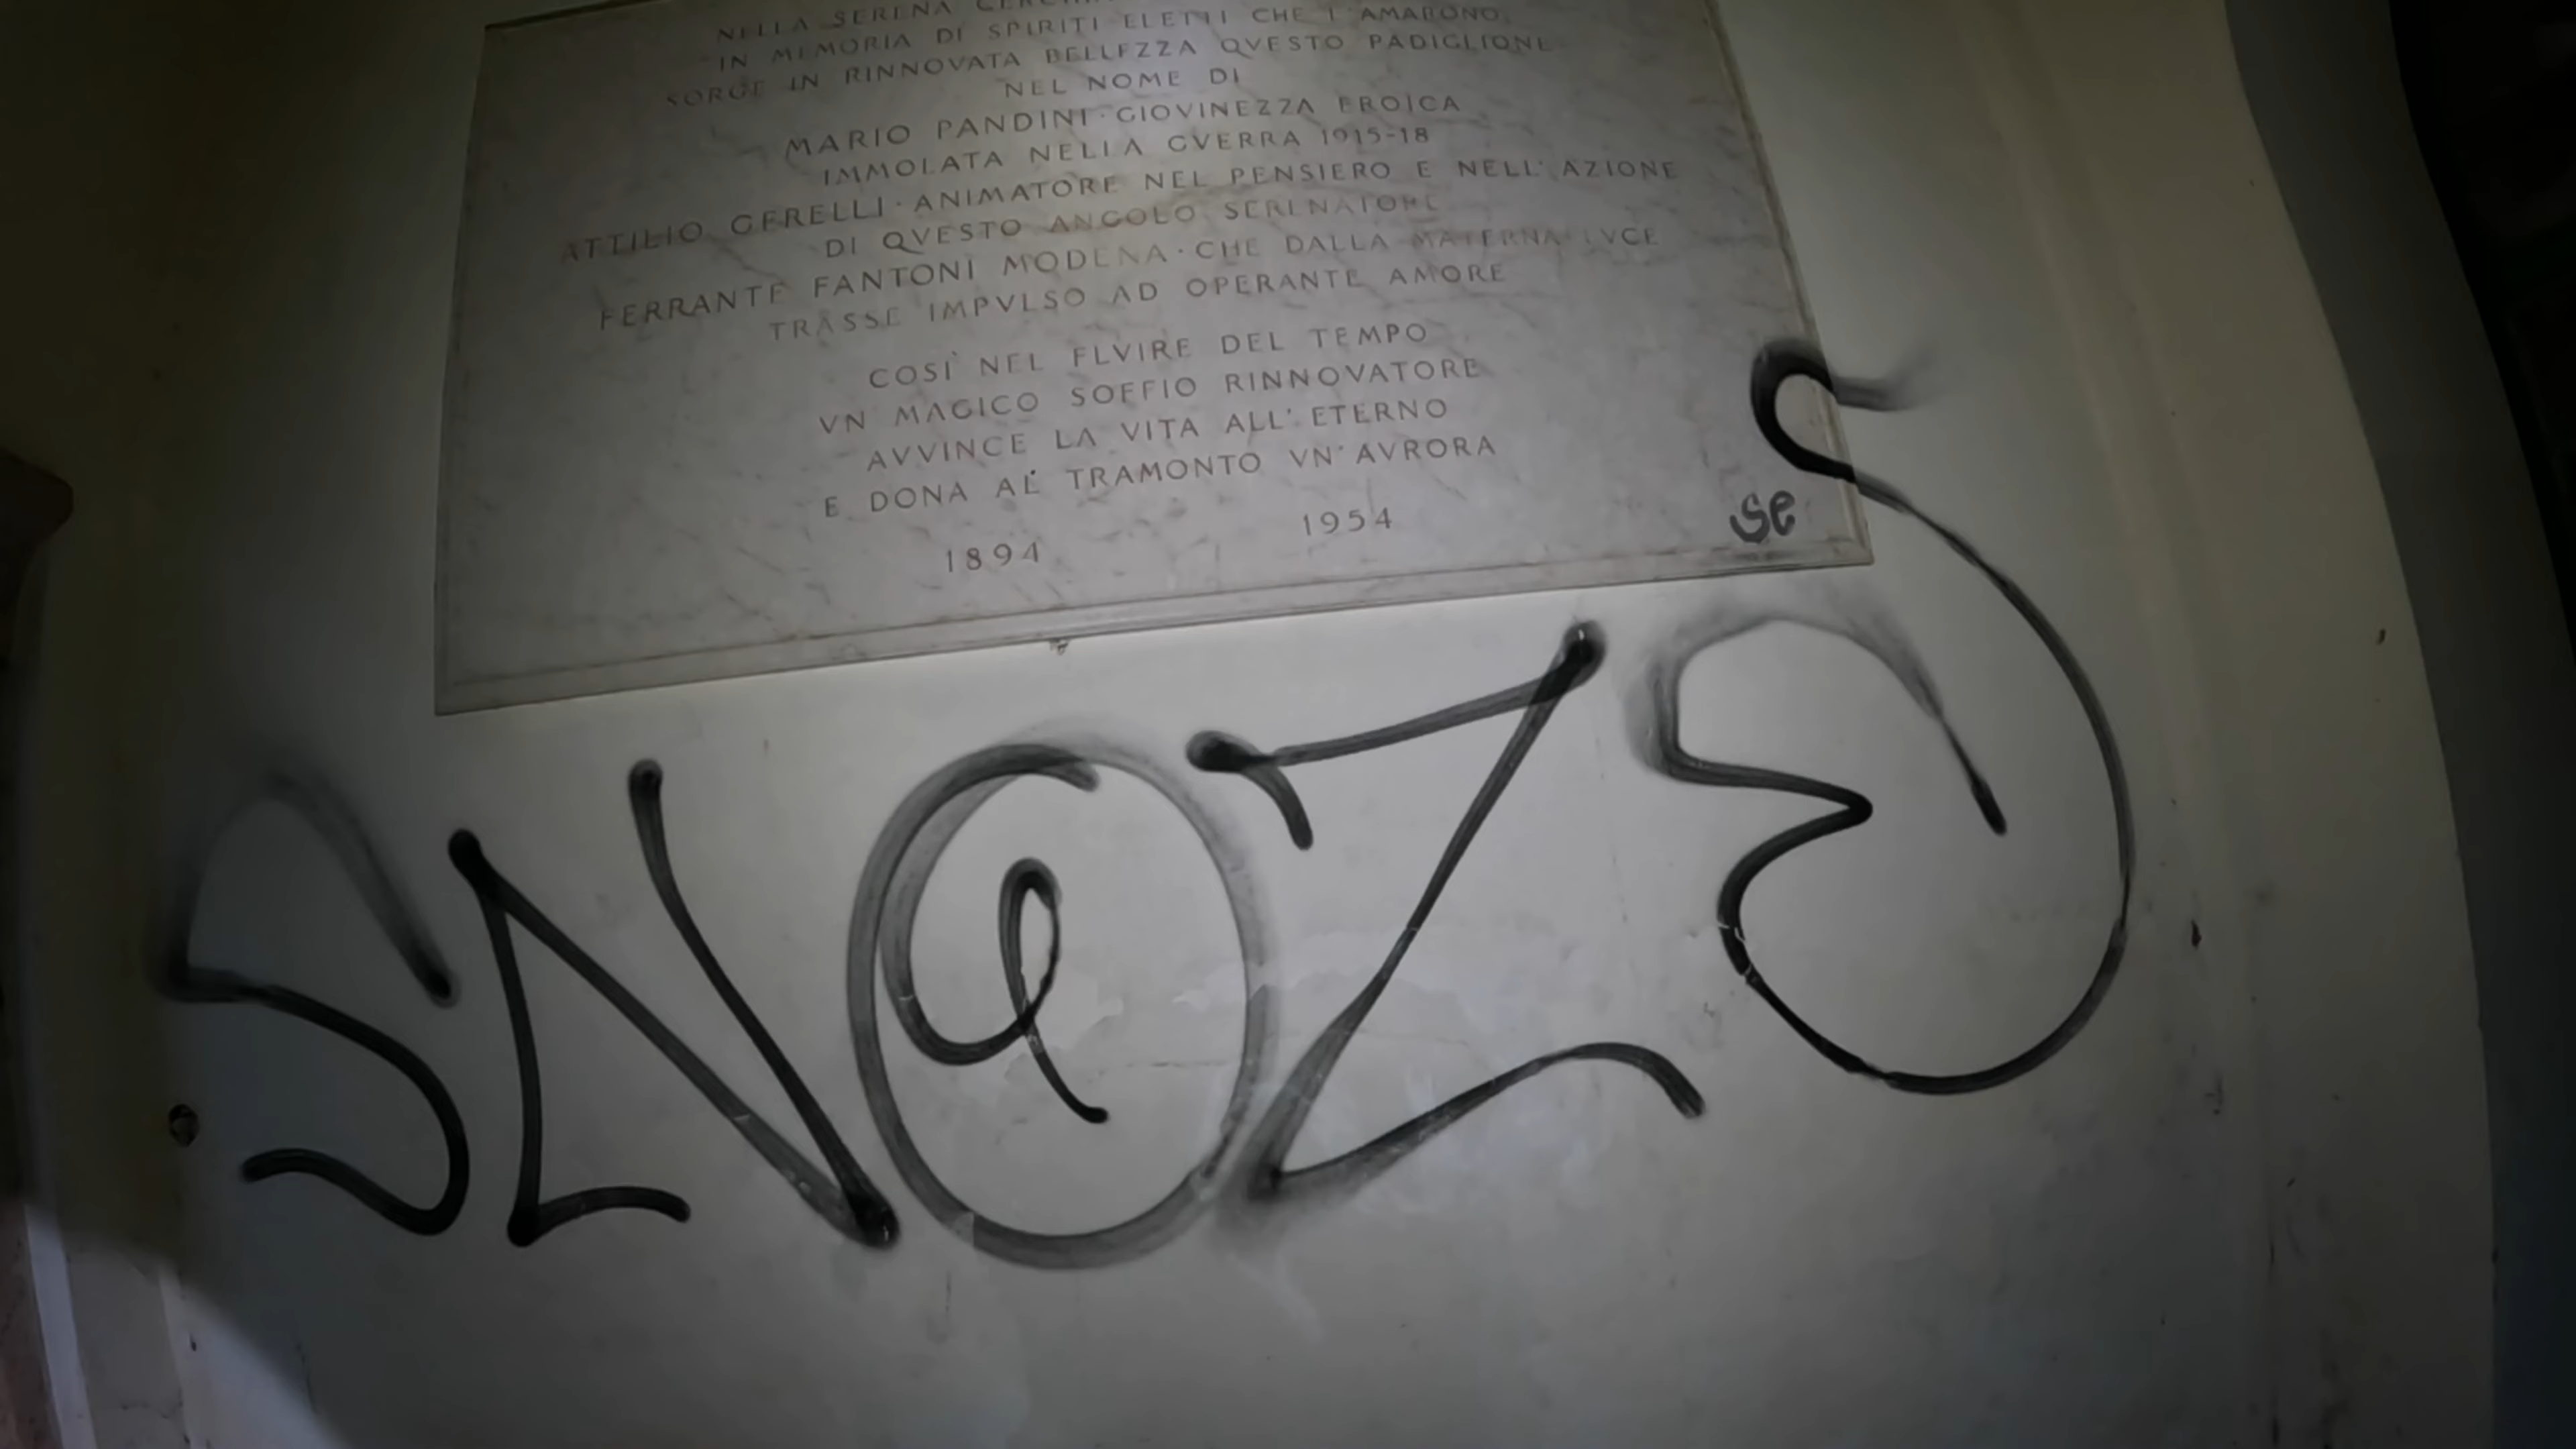 NELLA SERENA
IN MEMORIA DI SPIRITI ELETTI CHE L'AMARONO
SORGE IN RINNOVATA BELLEZZA QVESTO PADIGLIONE
NEL NOME DI
MARIO PANDINI · GIOVINEZZA EROICA
IMMOLATA NELLA GVERRA 1915-18
ATTILIO GERELLI · ANIMATORE NEL PENSIERO E NELL' AZIONE
DI QVESTO ANGOLO SERENATORE
FERRANTE FANTONI MODENA · CHE DALLA MATERNA LVCE
TRASSE IMPVLSO AD OPERANTE AMORE
COSÌ NEL FLVIRE DEL TEMPO
VN MAGICO SOFFIO RINNOVATORE
AVVINCE LA VITA ALL' ETERNO
E DONA AL TRAMONTO VN' AVRORA
1894 1954
se
SNOZE